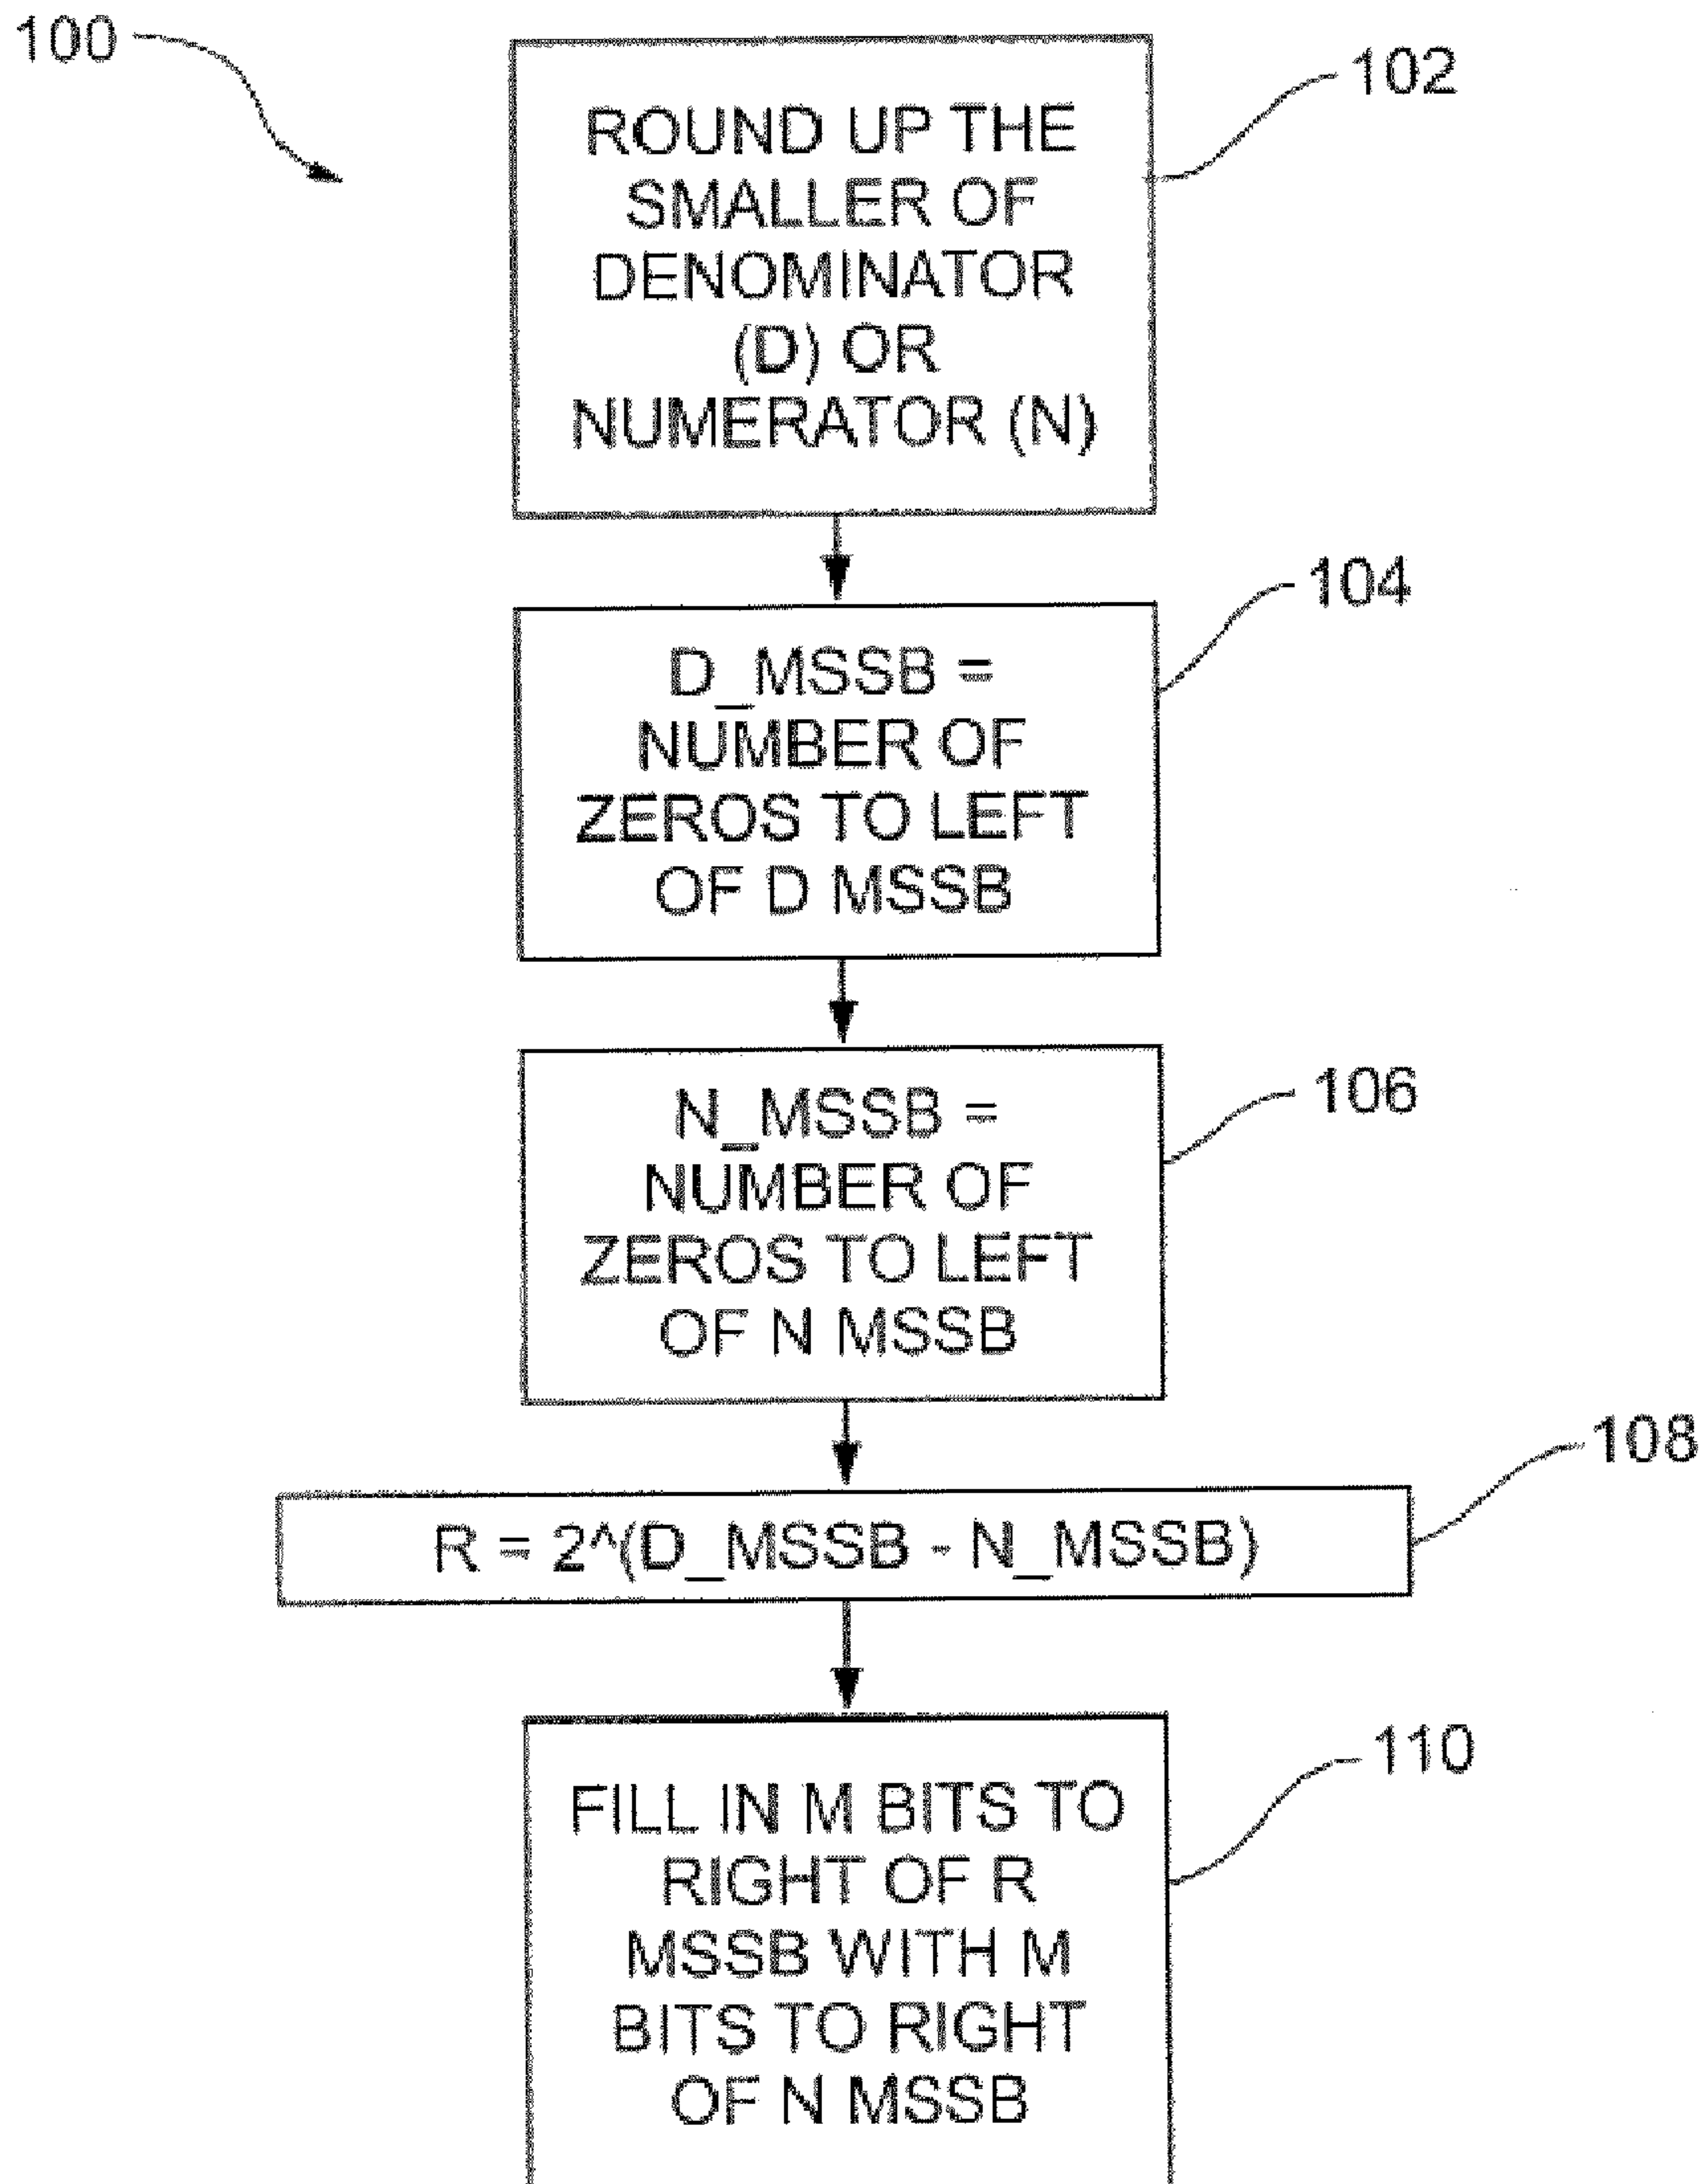 100
102
ROUND UP THE
SMALLER OF
DENOMINATOR
(D) OR
NUMERATOR (N)
104
D_MSSB =
NUMBER OF
ZEROS TO LEFT
OF D MSSB
106
N_MSSB =
NUMBER OF
ZEROS TO LEFT
OF N MSSB
108
R = 2^(D_MSSB - N_MSSB)
110
FILL IN M BITS TO
RIGHT OF R
MSSB WITH M
BITS TO RIGHT
OF N MSSB